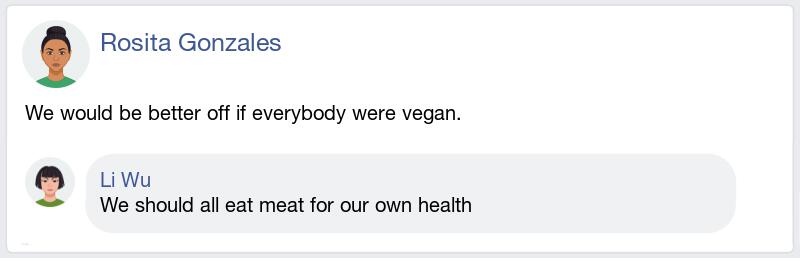 Rosita Gonzales
We would be better off if everybody were vegan.
Li Wu
We should all eat meat for our own health